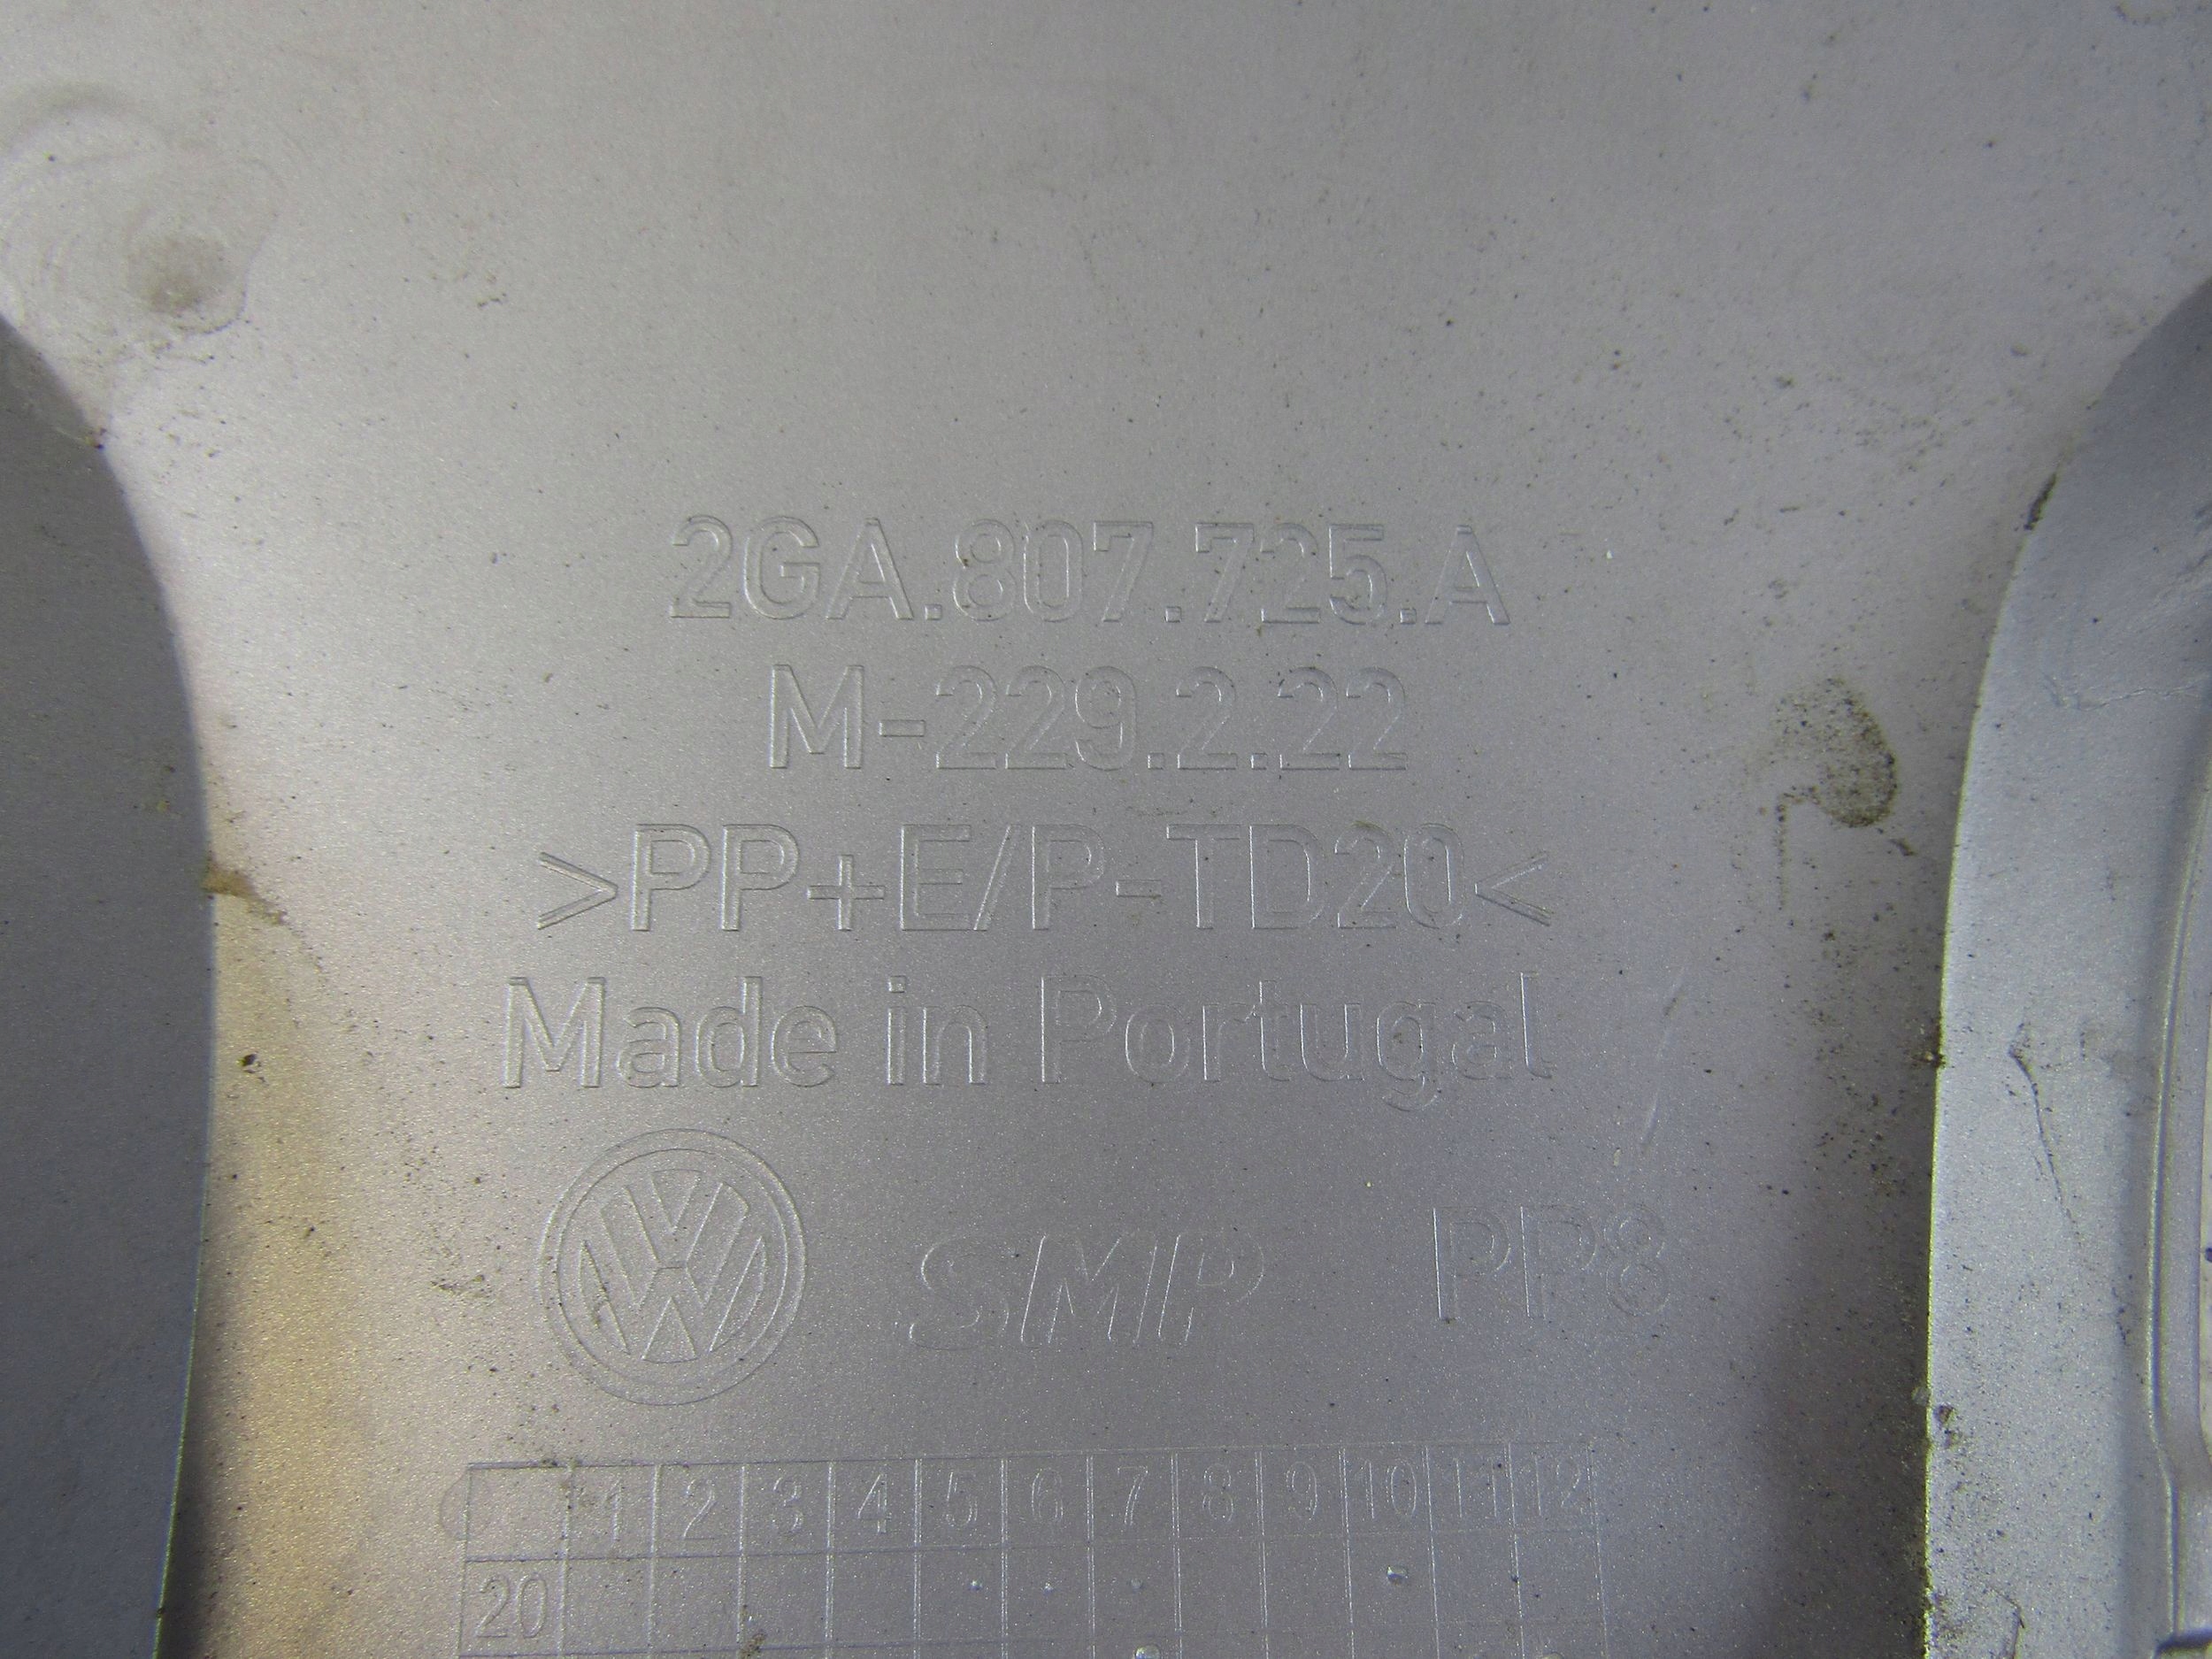 2GA.807.725.A
M-229.2.22
>PP+E/P-TD20<
Made in Portugal
VW SMP PP8
1 2 3 4 5 6 7 8 9 10 11 12
20